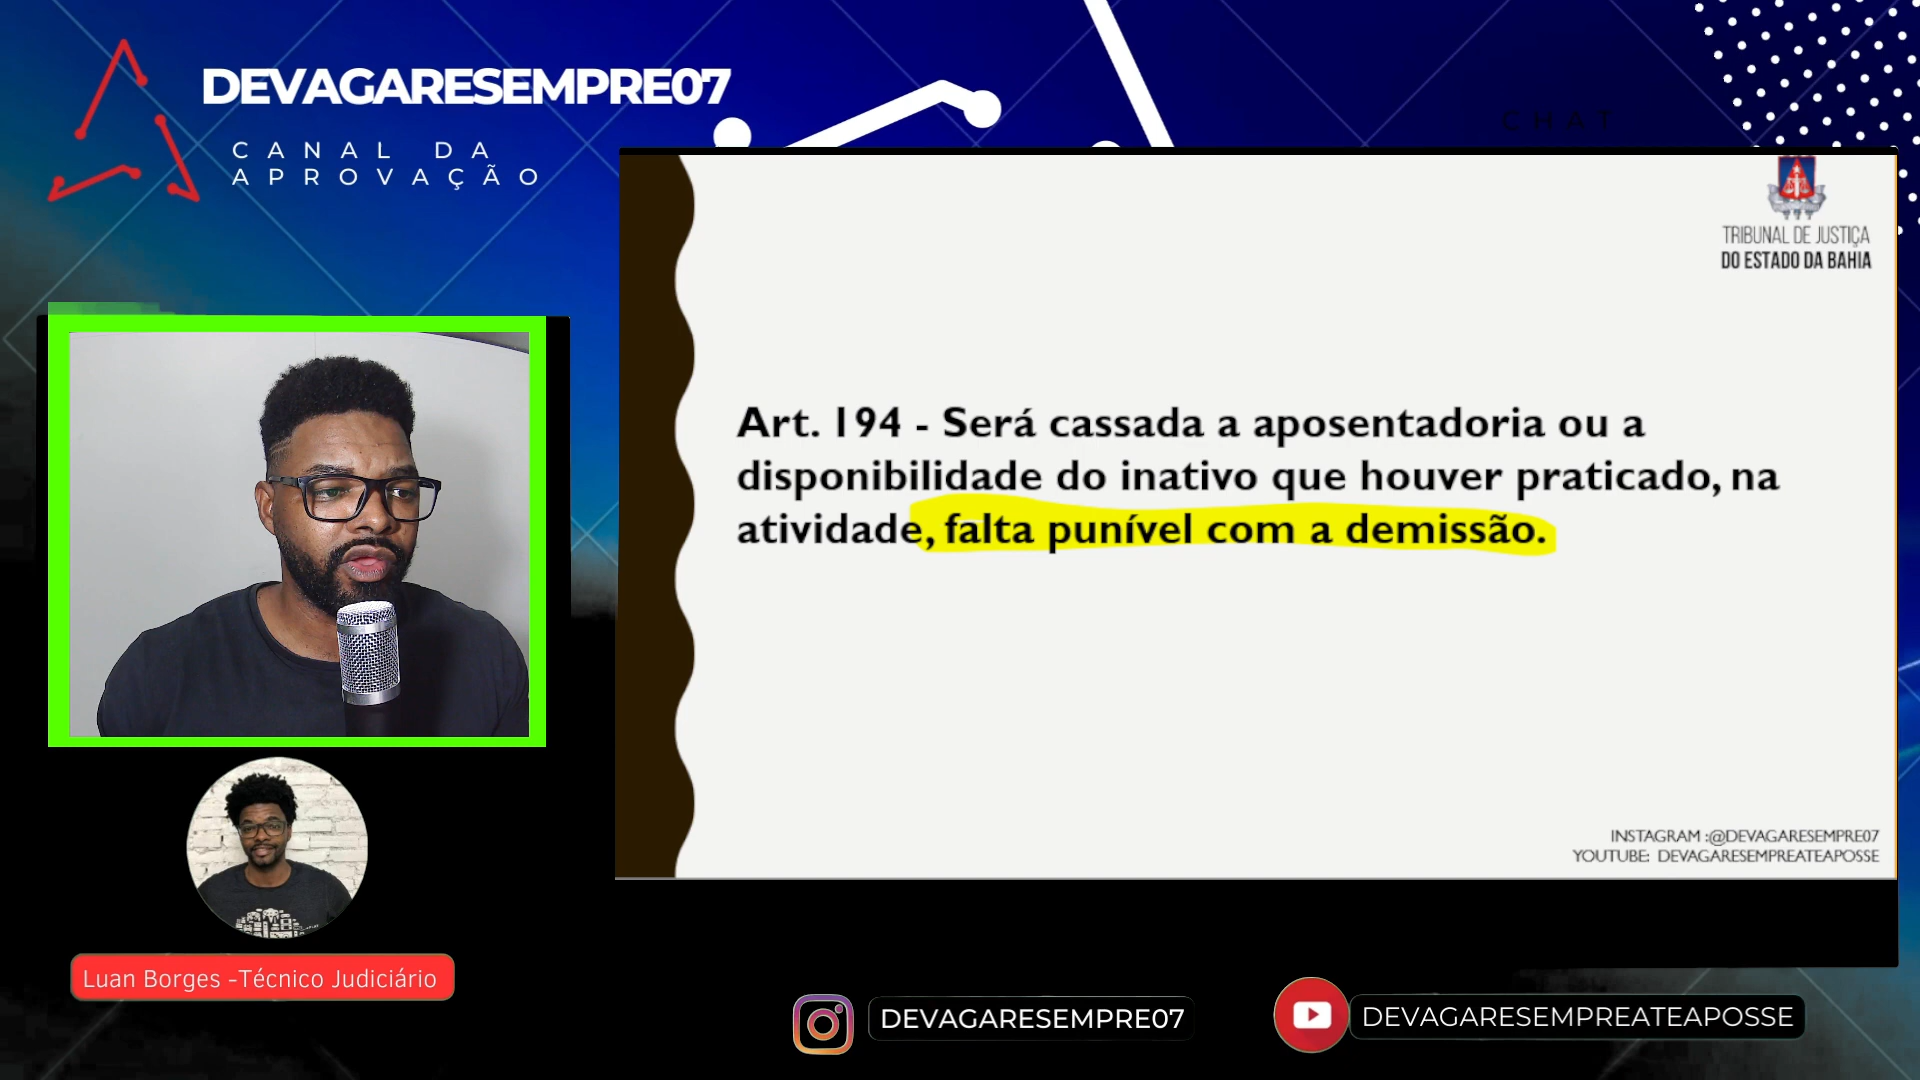 DEVAGARESEMPRE07
CANAL DA
APROVAÇÃO
CHAT
TRIBUNAL DE JUSTIÇA
DO ESTADO DA BAHIA
Art. 194 - Será cassada a aposentadoria ou a
disponibilidade do inativo que houver praticado, na
atividade, falta punível com a demissão.
INSTAGRAM :@DEVAGARESEMPRE07
YOUTUBE: DEVAGARESEMPREATEAPOSSE
Luan Borges -Técnico Judiciário
DEVAGARESEMPRE07
DEVAGARESEMPREATEAPOSSE